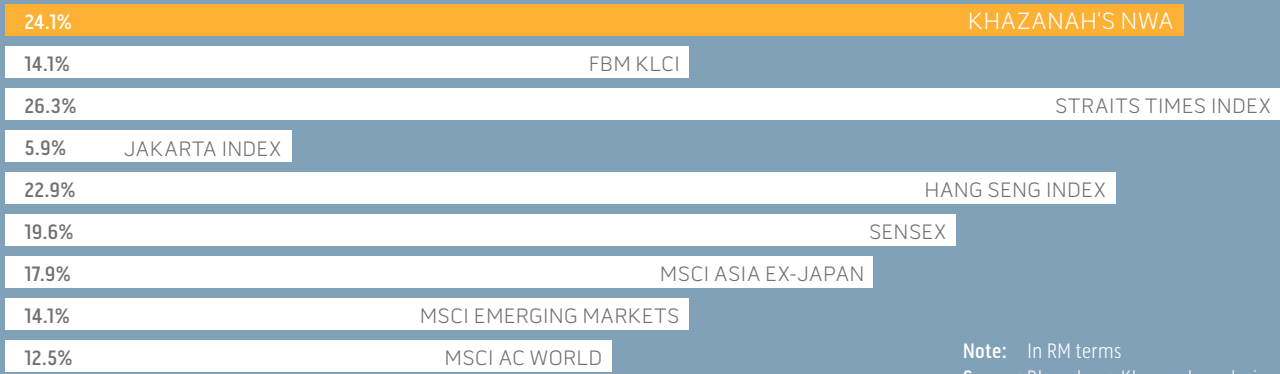 24.1% KHAZANAH'S NWA
14.1% FBM KLCI
26.3% STRAITS TIMES INDEX
5.9% JAKARTA INDEX
22.9% HANG SENG INDEX
19.6% SENSEX
17.9% MSCI ASIA EX-JAPAN
14.1% MSCI EMERGING MARKETS
12.5% MSCI AC WORLD
Note: In RM terms